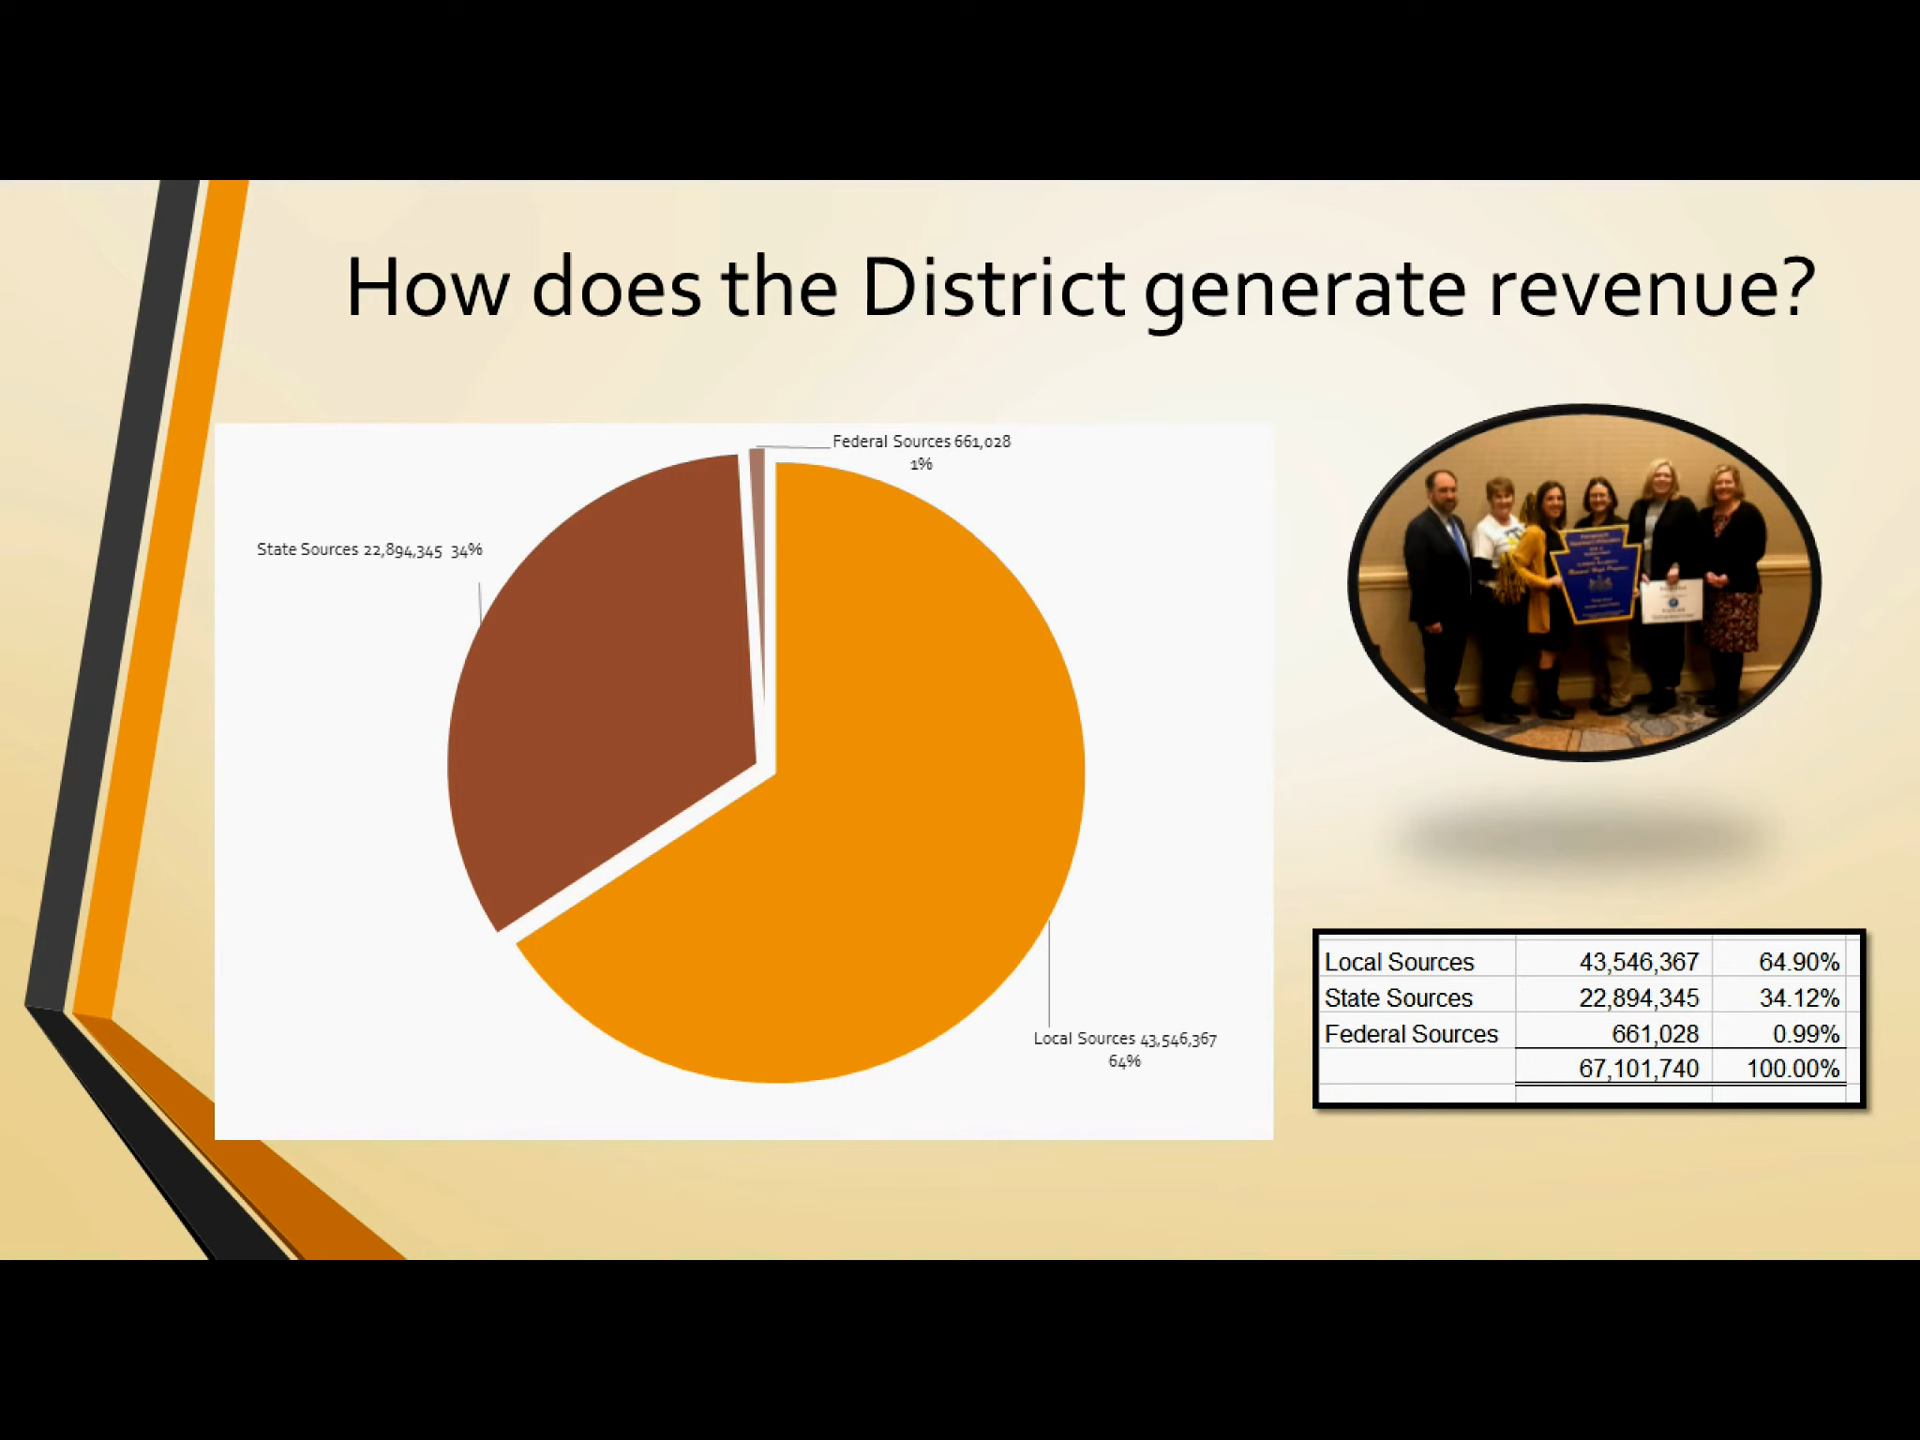 How does the District generate revenue?
Federal Sources 661,028
1%
State Sources 22,894,345 34%
Local Sources 43,546,367
64%
Local Sources 43,546,367 64.90%
State Sources 22,894,345 34.12%
Federal Sources 661,028 0.99%
67,101,740 100.00%